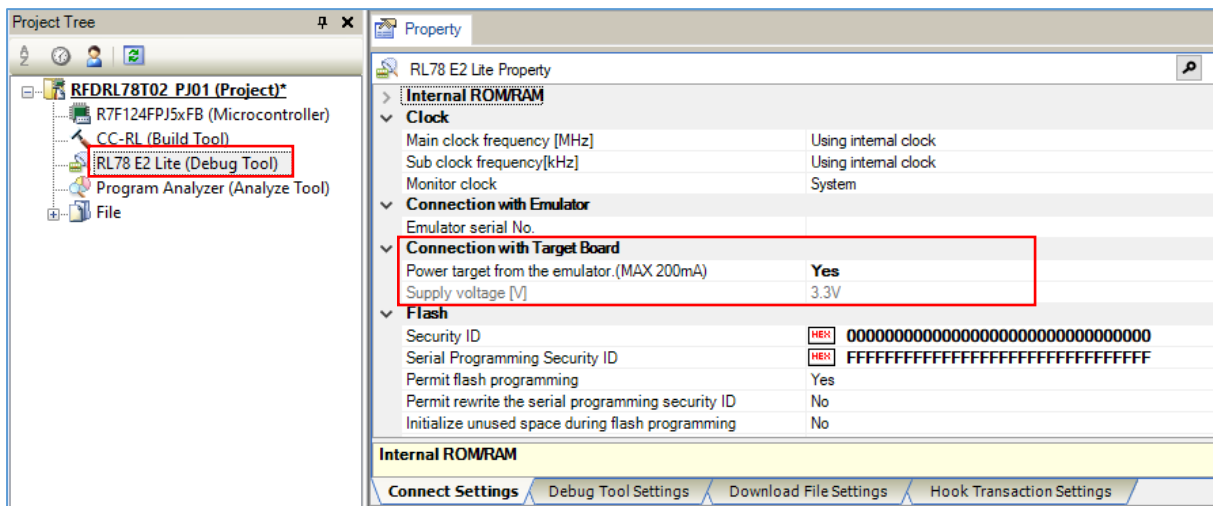 Project Tree
RFDRL78T02_PJ01 (Project)*
R7F124FPJ5xFB (Microcontroller)
CC-RL (Build Tool)
RL78 E2 Lite (Debug Tool)
Program Analyzer (Analyze Tool)
File
Property
RL78 E2 Lite Property
Internal ROM/RAM
Clock
Main clock frequency [MHz] Using internal clock
Sub clock frequency[kHz] Using internal clock
Monitor clock System
Connection with Emulator
Emulator serial No.
Connection with Target Board
Power target from the emulator.(MAX 200mA) Yes
Supply voltage [V] 3.3V
Flash
Security ID HEX 00000000000000000000000000000000
Serial Programming Security ID HEX FFFFFFFFFFFFFFFFFFFFFFFFFFFFFFFF
Permit flash programming Yes
Permit rewrite the serial programming security ID No
Initialize unused space during flash programming No
Internal ROM/RAM
Connect Settings Debug Tool Settings Download File Settings Hook Transaction Settings